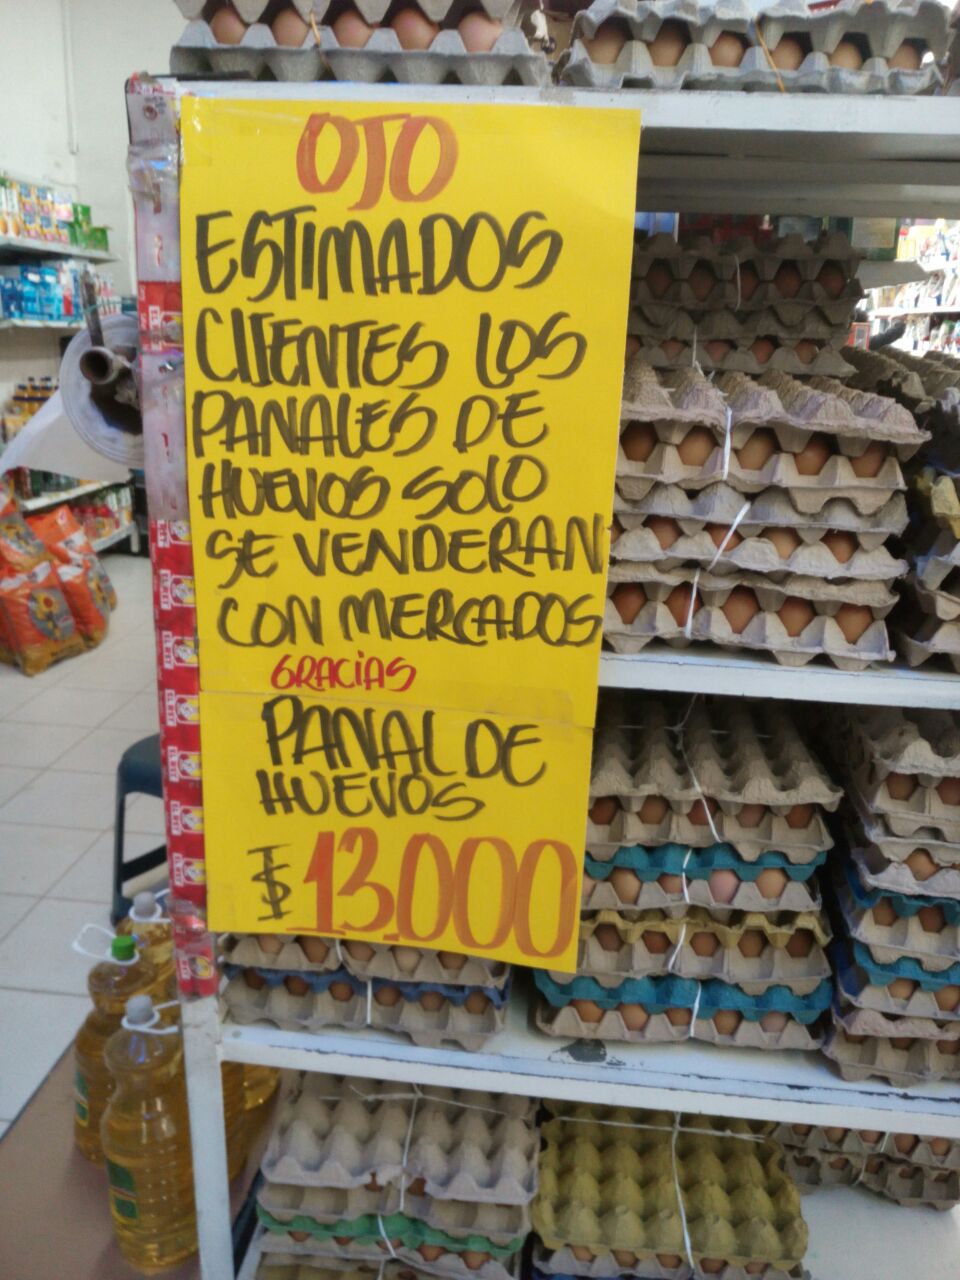 OJO
ESTIMADOS
CLIENTES LOS
PANALES DE
HUEVOS SOLO
SE VENDERAN
CON MERCADOS
GRACIAS
PANAL DE
HUEVOS
$13.000